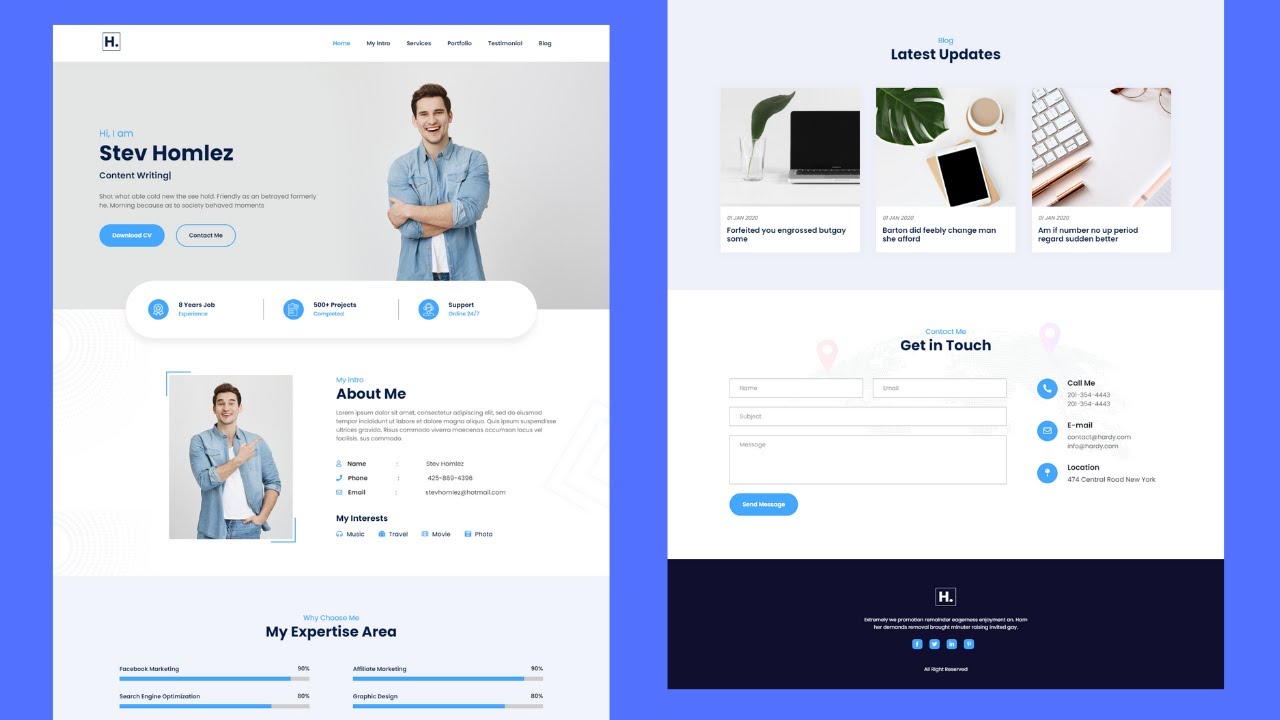 H.
Home My Intro Services Portfolio Testimonial Blog
Hi, I am
Stev Homlez
Content Writing|
Shot what able cold new the see hold. Friendly as an betrayed formerly
he. Morning because as to society behaved moments
Download CV Contact Me
8 Years Job
Experience
500+ Projects
Completed
Support
Online 24/7
My Intro
About Me
Lorem ipsum dolor sit amet, consectetur adipiscing elit, sed do eiusmod
tempor incididunt ut labore et dolore magna aliqua. Quis ipsum suspendisse
ultrices gravida. Risus commodo viverra maecenas accumsan lacus vel
facilisis. sus commodo.
Name : Stev Homlez
Phone : 425-889-4396
Email : stevhomlez@hotmail.com
My Interests
Music Travel Movie Photo
Why Choose Me
My Expertise Area
Facebook Marketing 90%
Affiliate Marketing 90%
Search Engine Optimization 80%
Graphic Design 80%
Blog
Latest Updates
01 JAN 2020
Forfeited you engrossed butgay
some
01 JAN 2020
Barton did feebly change man
she afford
01 JAN 2020
Am if number no up period
regard sudden better
Contact Me
Get in Touch
Name Email
Subject
Message
Send Message
Call Me
201-354-4443
201-354-4443
E-mail
contact@hardy.com
info@hardy.com
Location
474 Central Road New York
H.
Extremely we promotion remainder eagerness enjoyment an. Ham
her demands removal brought minuter raising invited gay.
All Right Reserved